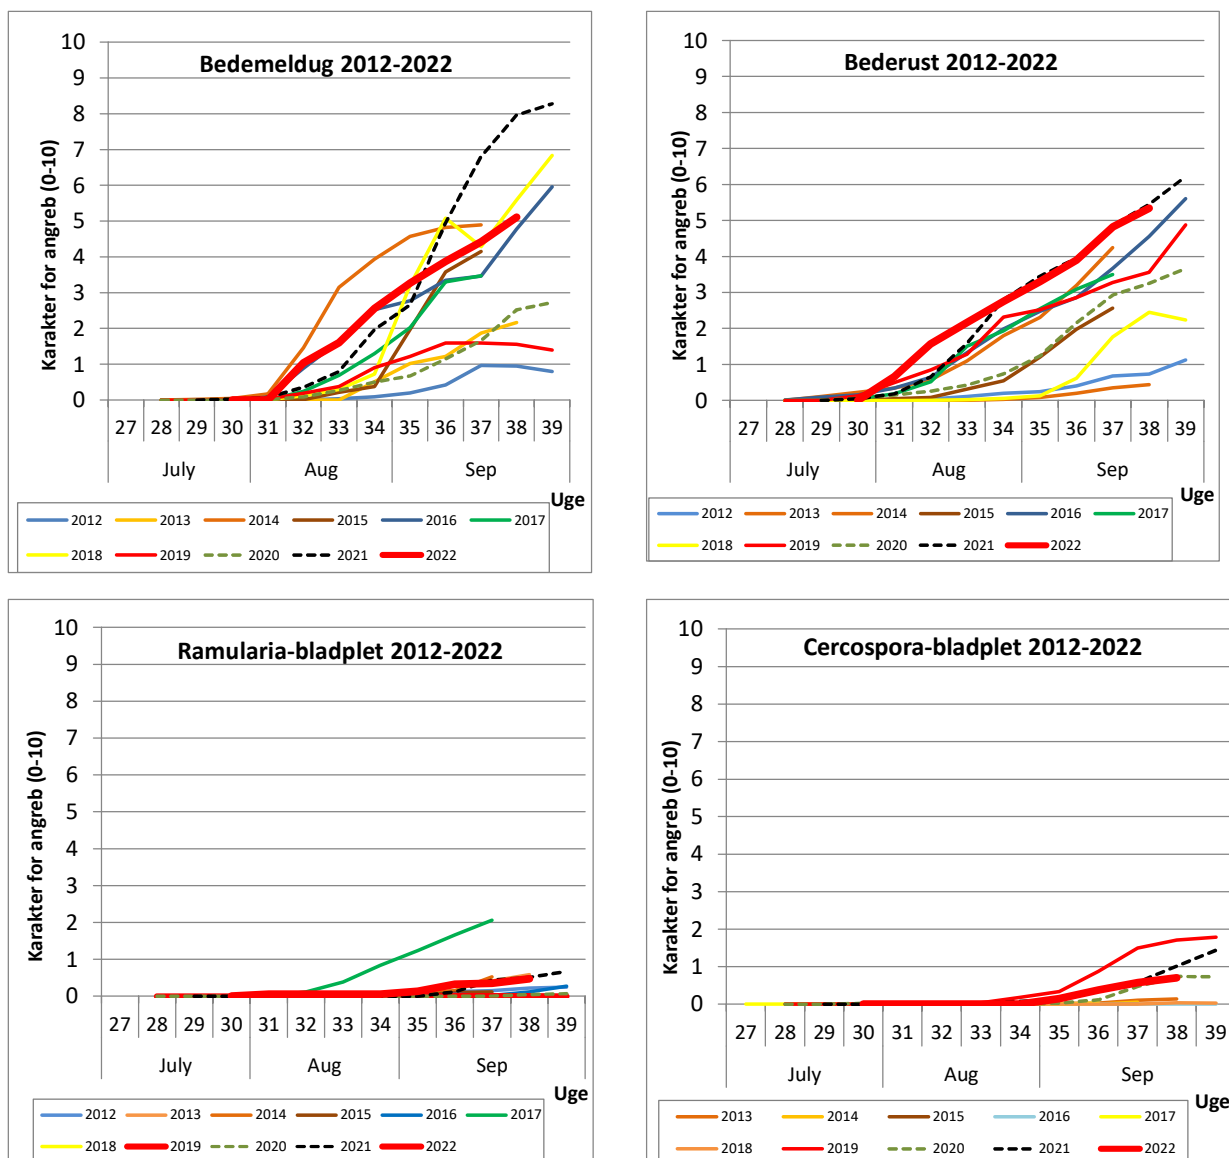 Bedemeldug 2012-2022
Karakter for angreb (0-10)
10
9
8
7
6
5
4
3
2
1
0
27 28 29 30 31 32 33 34 35 36 37 38 39
July Aug Sep
Uge
2012 2013 2014 2015 2016 2017
2018 2019 2020 2021 2022
Bederust 2012-2022
Karakter for angreb (0-10)
10
9
8
7
6
5
4
3
2
1
0
27 28 29 30 31 32 33 34 35 36 37 38 39
July Aug Sep
Uge
2012 2013 2014 2015 2016 2017
2018 2019 2020 2021 2022
Ramularia-bladplet 2012-2022
Karakter for angreb (0-10)
10
9
8
7
6
5
4
3
2
1
0
27 28 29 30 31 32 33 34 35 36 37 38 39
July Aug Sep
Uge
2012 2013 2014 2015 2016 2017
2018 2019 2020 2021 2022
Cercospora-bladplet 2012-2022
Karakter for angreb (0-10)
10
9
8
7
6
5
4
3
2
1
0
27 28 29 30 31 32 33 34 35 36 37 38 39
July Aug Sep
Uge
2013 2014 2015 2016 2017
2018 2019 2020 2021 2022